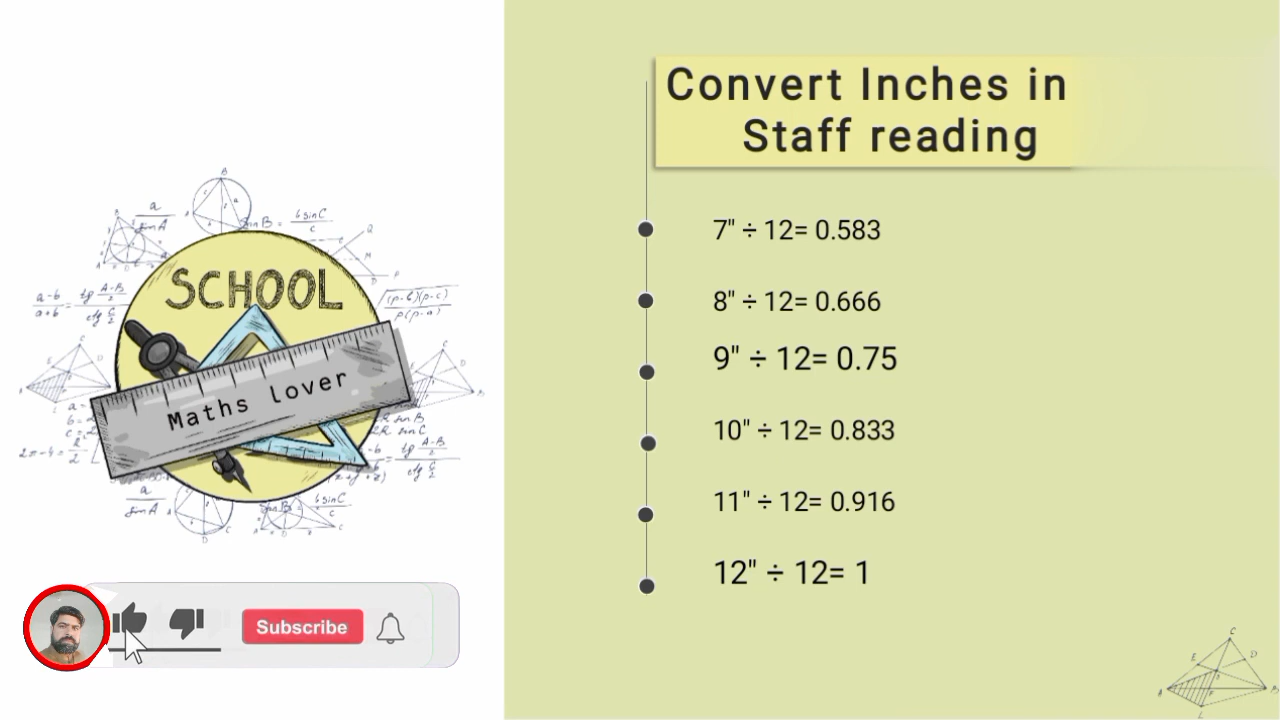 Convert Inches in
Staff reading
7" ÷ 12= 0.583
8" ÷ 12= 0.666
9" ÷ 12= 0.75
10" ÷ 12= 0.833
11" ÷ 12= 0.916
12" ÷ 12= 1
SCHOOL
Maths lover
Subscribe